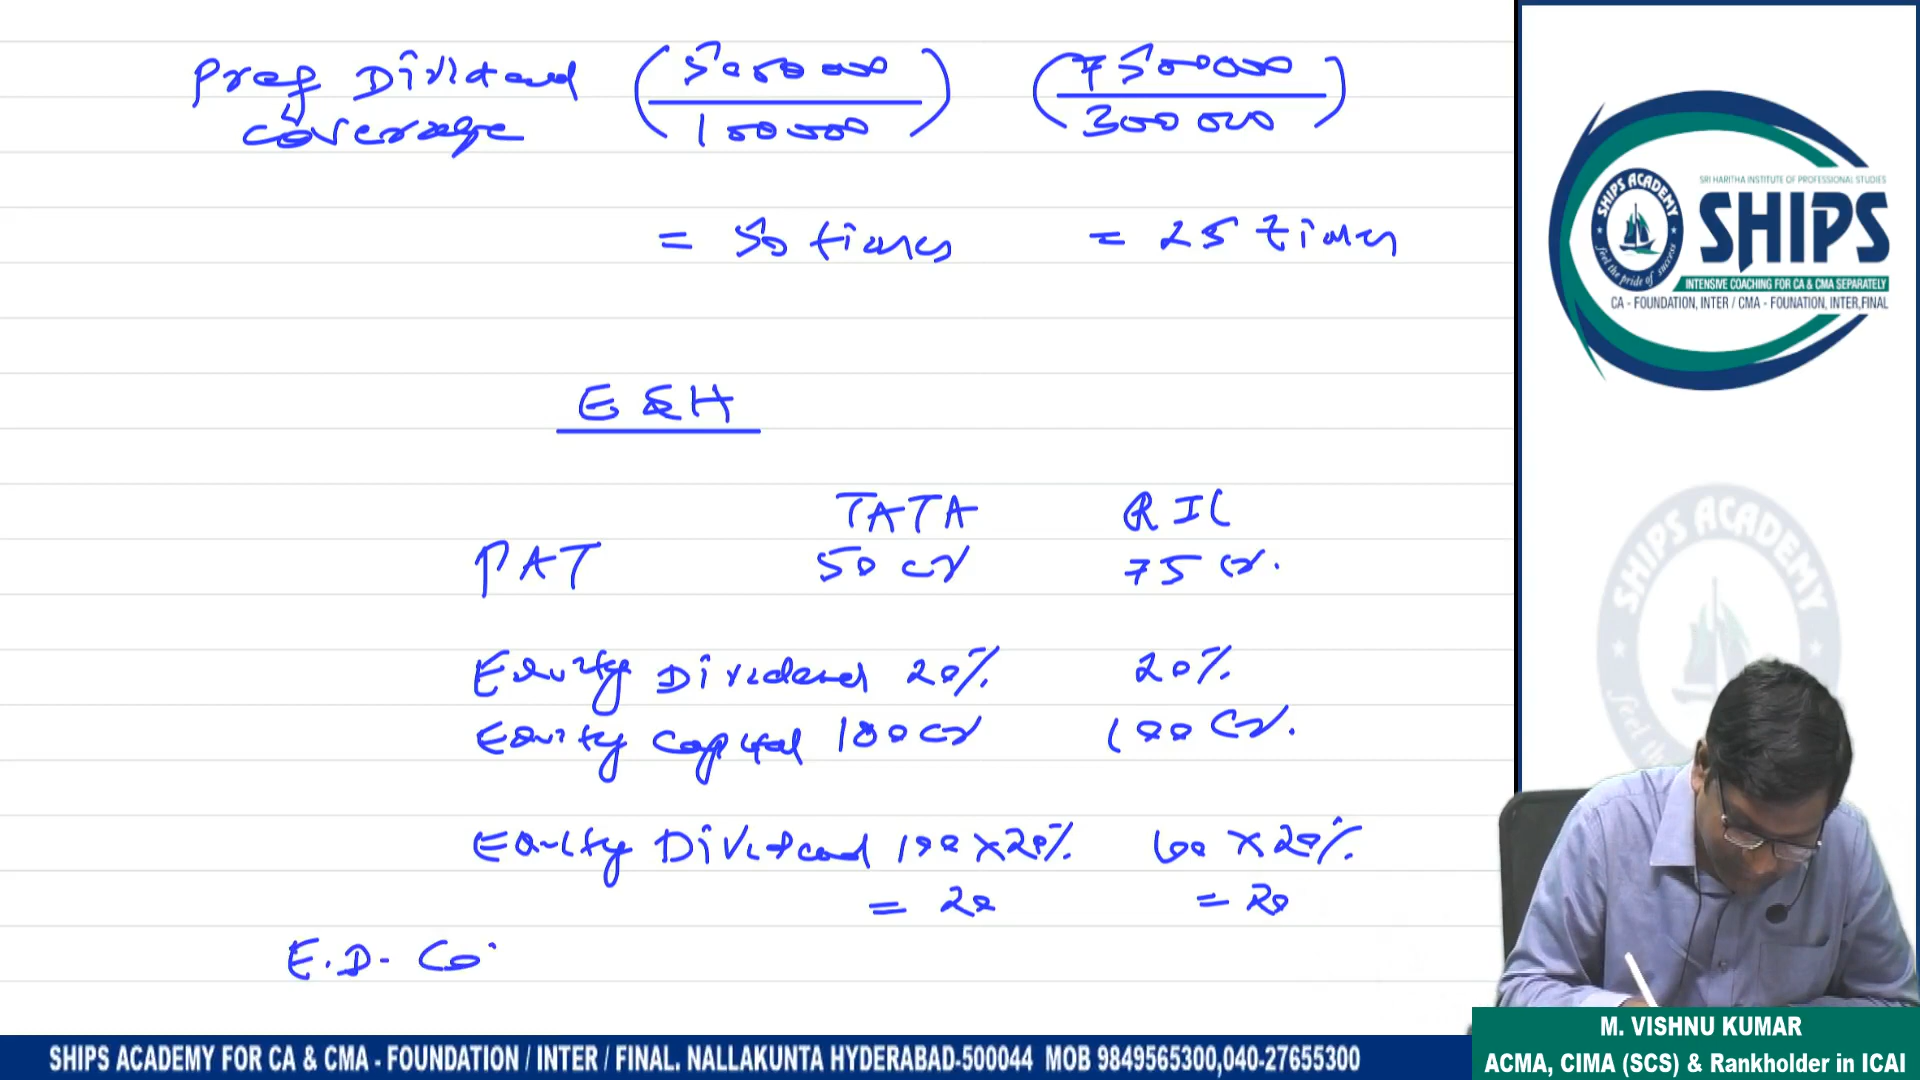 Pref Dividend (5000000 / 100000) (7500000 / 300000)
coverage
= 50 times = 25 times
E & H
TATA RIL
PAT 50 cr 75 cr.
Equity Dividend 20% 20%
Equity Capital 100 cr 100 cr.
Equity Dividend 100 x 20% 100 x 20%
= 20 = 20
E.D. Co
SRI HARITHA INSTITUTE OF PROFESSIONAL STUDIES
SHIPS ACADEMY
feel the pride of success
SHIPS
INTENSIVE COACHING FOR CA & CMA SEPARATELY
CA - FOUNDATION, INTER / CMA - FOUNATION, INTER,FINAL
SHIPS ACADEMY
feel th
M. VISHNU KUMAR
ACMA, CIMA (SCS) & Rankholder in ICAI
SHIPS ACADEMY FOR CA & CMA - FOUNDATION / INTER / FINAL. NALLAKUNTA HYDERABAD-500044 MOB 9849565300,040-27655300